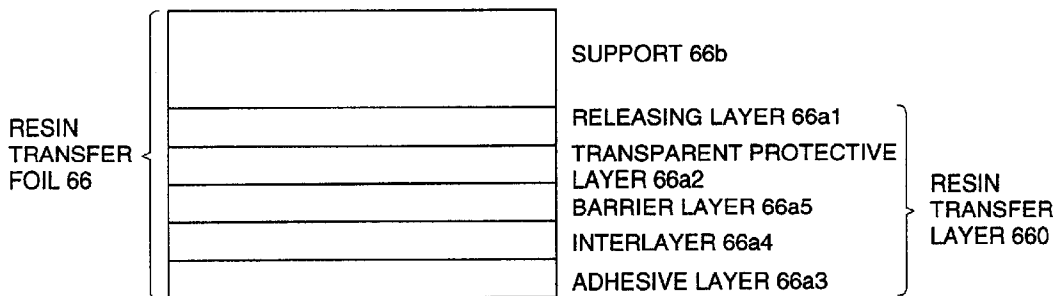 SUPPORT 66b
RELEASING LAYER 66a1
TRANSPARENT PROTECTIVE
LAYER 66a2
BARRIER LAYER 66a5
INTERLAYER 66a4
ADHESIVE LAYER 66a3
RESIN
TRANSFER
FOIL 66
RESIN
TRANSFER
LAYER 660